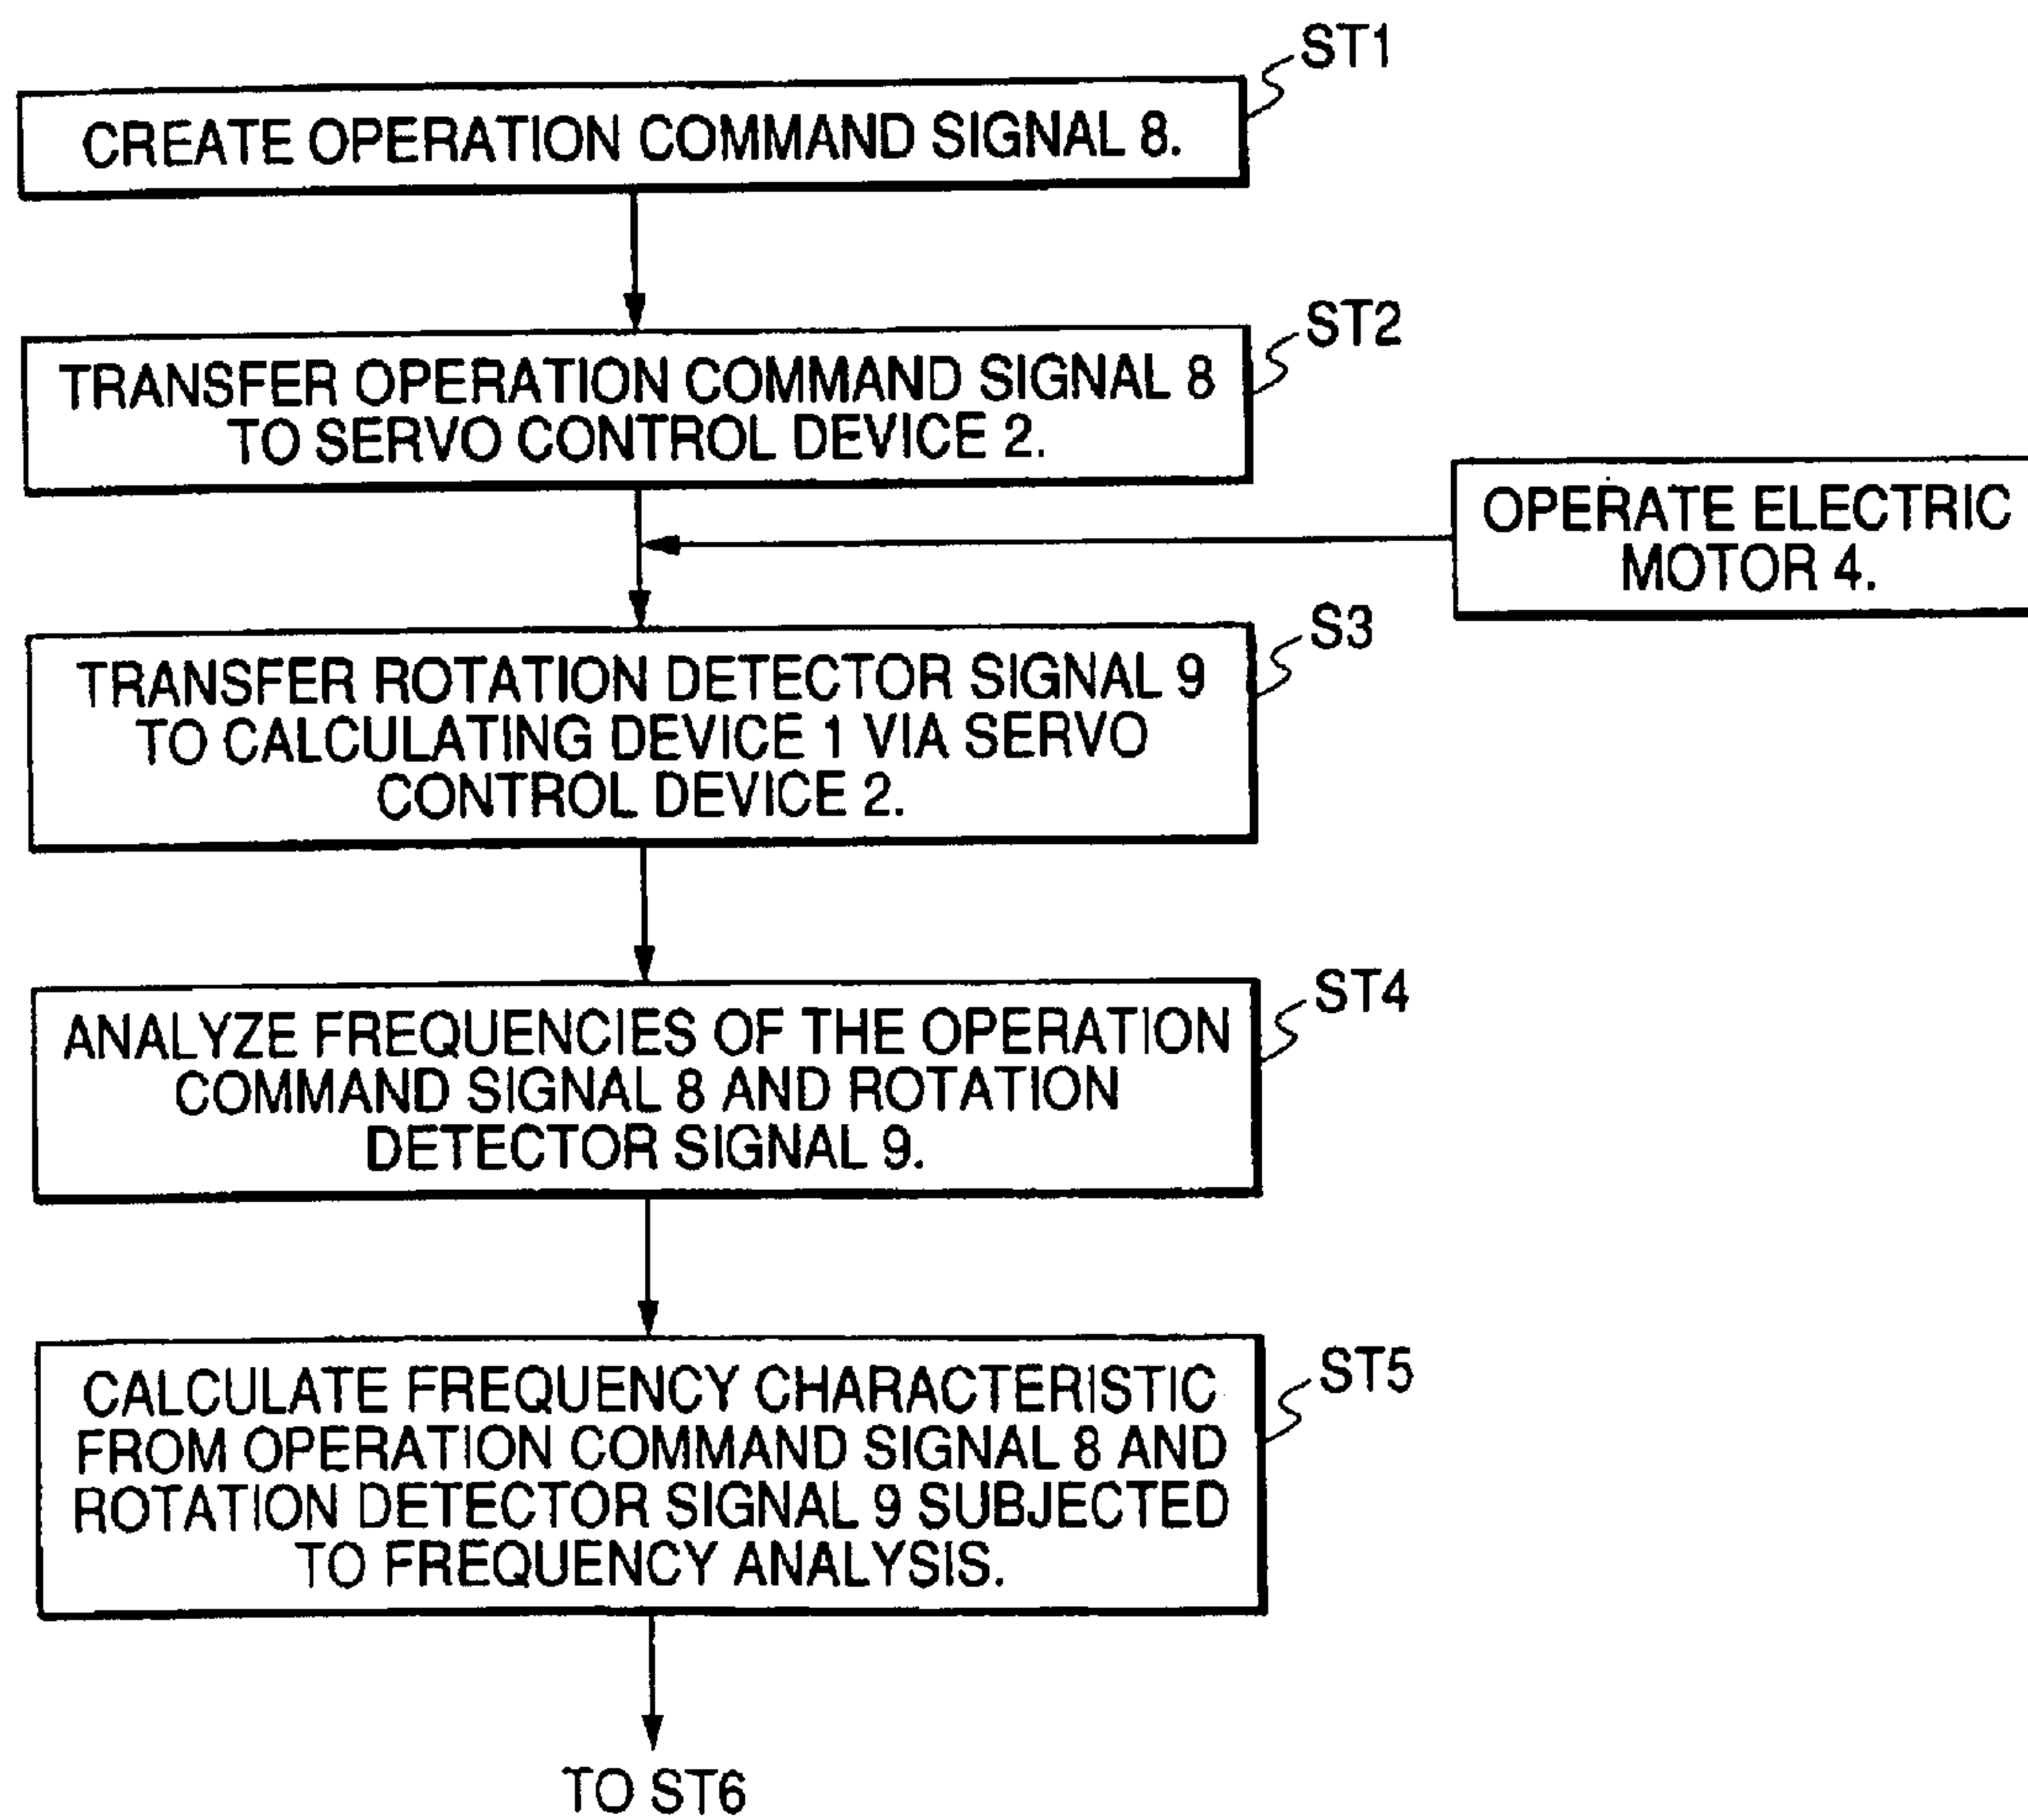 ST1
CREATE OPERATION COMMAND SIGNAL 8.
ST2
TRANSFER OPERATION COMMAND SIGNAL 8
TO SERVO CONTROL DEVICE 2.
OPERATE ELECTRIC
MOTOR 4.
S3
TRANSFER ROTATION DETECTOR SIGNAL 9
TO CALCULATING DEVICE 1 VIA SERVO
CONTROL DEVICE 2.
ST4
ANALYZE FREQUENCIES OF THE OPERATION
COMMAND SIGNAL 8 AND ROTATION
DETECTOR SIGNAL 9.
ST5
CALCULATE FREQUENCY CHARACTERISTIC
FROM OPERATION COMMAND SIGNAL 8 AND
ROTATION DETECTOR SIGNAL 9 SUBJECTED
TO FREQUENCY ANALYSIS.
TO ST6